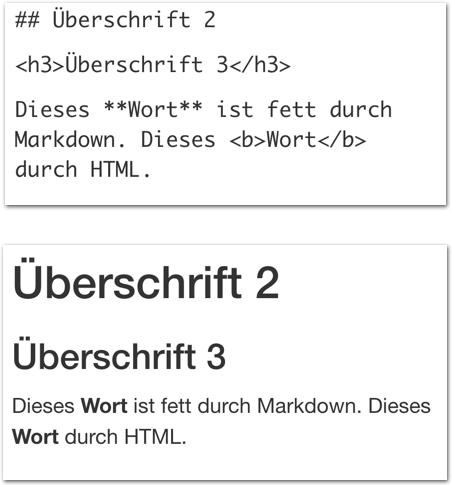 ## Überschrift 2
<h3>Überschrift 3</h3>
Dieses **Wort** ist fett durch
Markdown. Dieses <b>Wort</b>
durch HTML.
Überschrift 2
Überschrift 3
Dieses Wort ist fett durch Markdown. Dieses
Wort durch HTML.